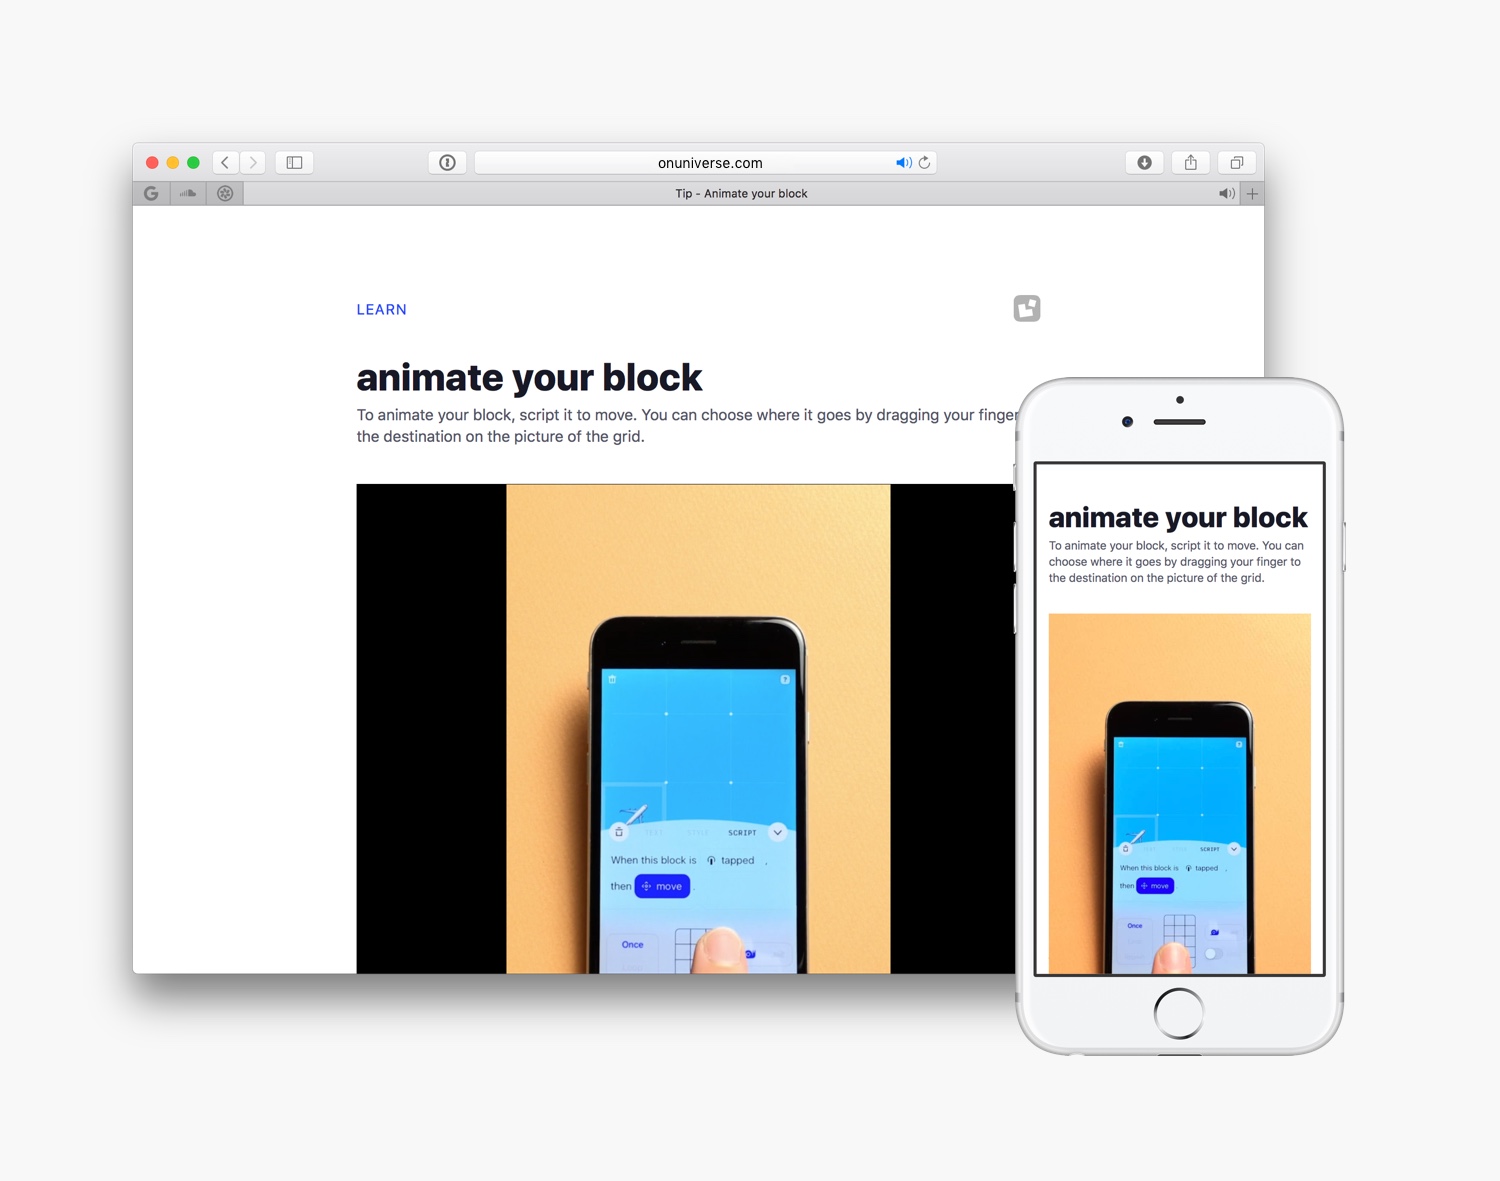 onuniverse.com
Tip - Animate your block
LEARN
animate your block
To animate your block, script it to move. You can choose where it goes by dragging your finger
the destination on the picture of the grid.
TEXT STYLE SCRIPT
When this block is tapped ,
then move .
Once
animate your block
To animate your block, script it to move. You can
choose where it goes by dragging your finger to
the destination on the picture of the grid.
SCRIPT
When this block is tapped ,
then move
Once